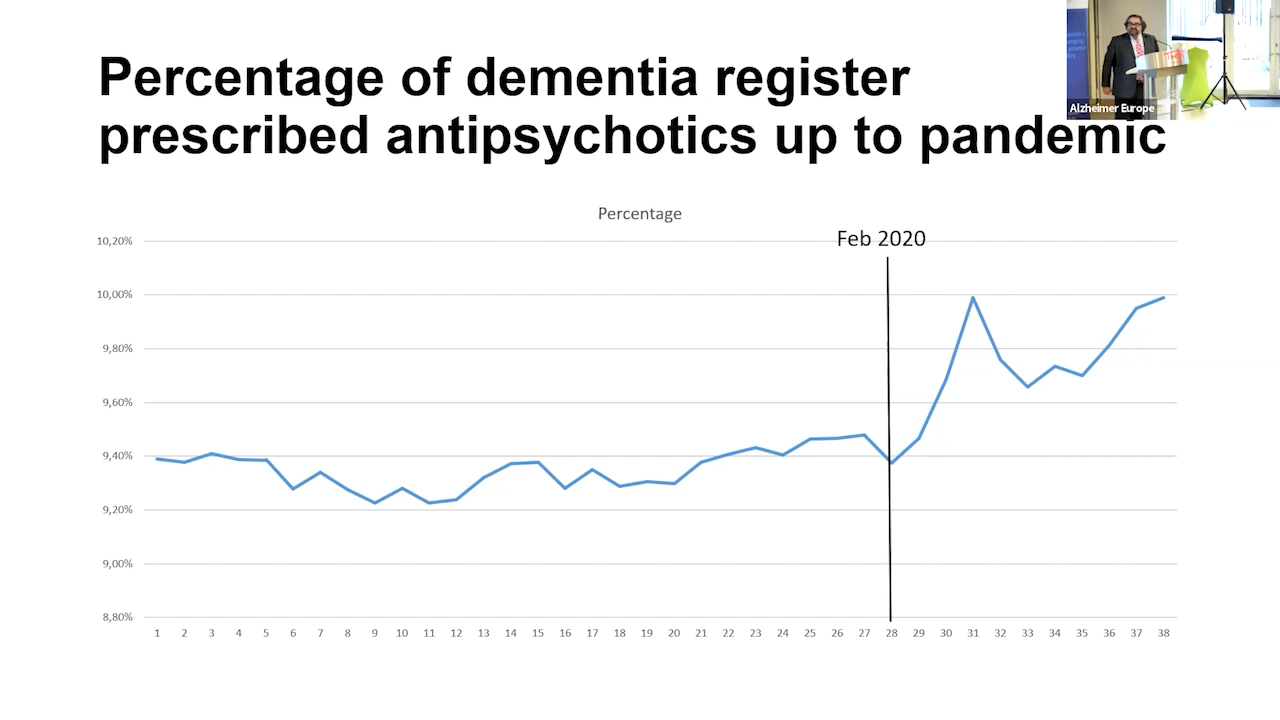 Percentage of dementia register
prescribed antipsychotics up to pandemic
Alzheimer Europe
Percentage
Feb 2020
10,20%
10,00%
9,80%
9,60%
9,40%
9,20%
9,00%
8,80%
1 2 3 4 5 6 7 8 9 10 11 12 13 14 15 16 17 18 19 20 21 22 23 24 25 26 27 28 29 30 31 32 33 34 35 36 37 38